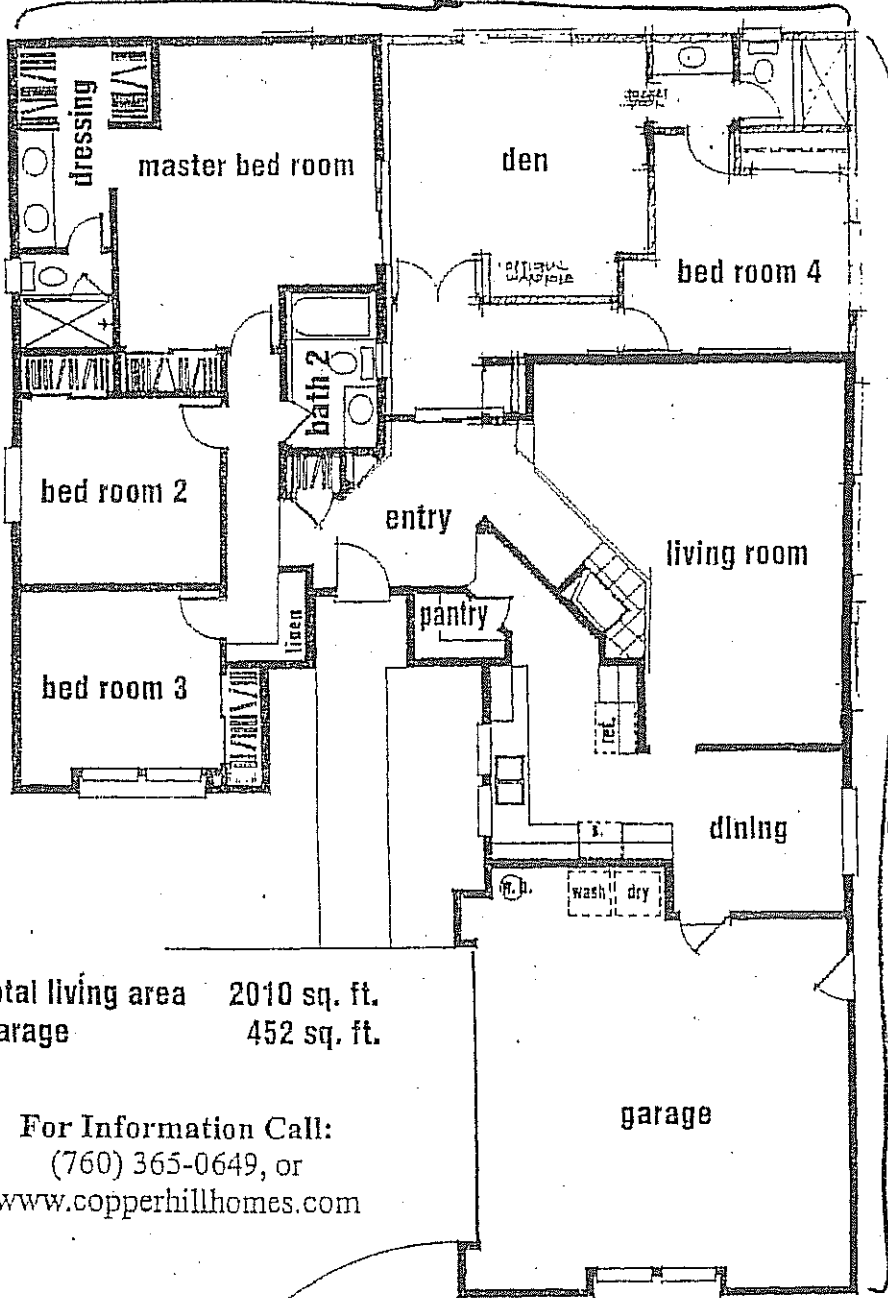 dressing
master bed room
den
bed room 4
bath 2
bed room 2
entry
living room
pantry
linen
bed room 3
ref.
dining
s.
w.h.
wash
dry
otal living area 2010 sq. ft.
arage 452 sq. ft.
garage
For Information Call:
(760) 365-0649, or
www.copperhillhomes.com